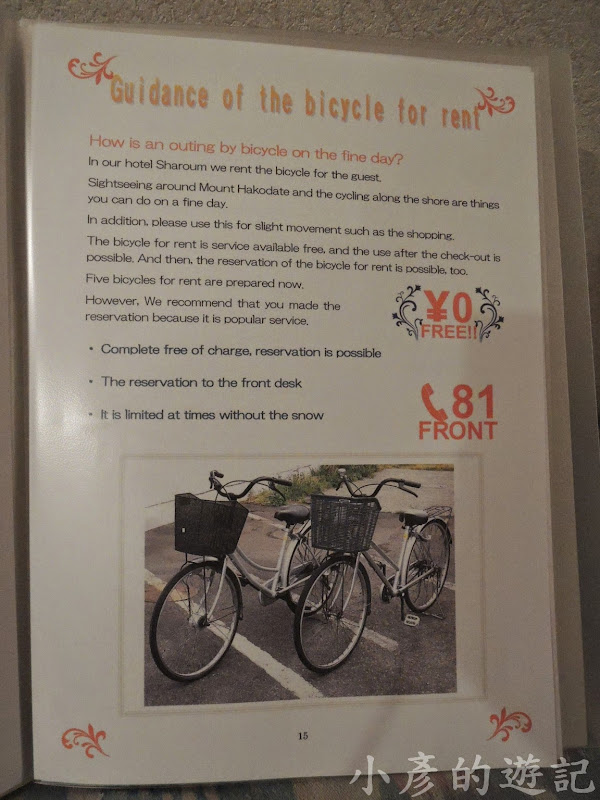 Guidance of the bicycle for rent
How is an outing by bicycle on the fine day?
In our hotel Sharoum we rent the bicycle for the guest.
Sightseeing around Mount Hakodate and the cycling along the shore are things
you can do on a fine day.
In addition, please use this for slight movement such as the shopping.
The bicycle for rent is service available free, and the use after the check-out is
possible. And then, the reservation of the bicycle for rent is possible, too.
Five bicycles for rent are prepared now.
However, We recommend that you made the
reservation because it is popular service.
¥0
FREE!!
• Complete free of charge, reservation is possible
• The reservation to the front desk
• It is limited at times without the snow
81
FRONT
15
小彥的遊記